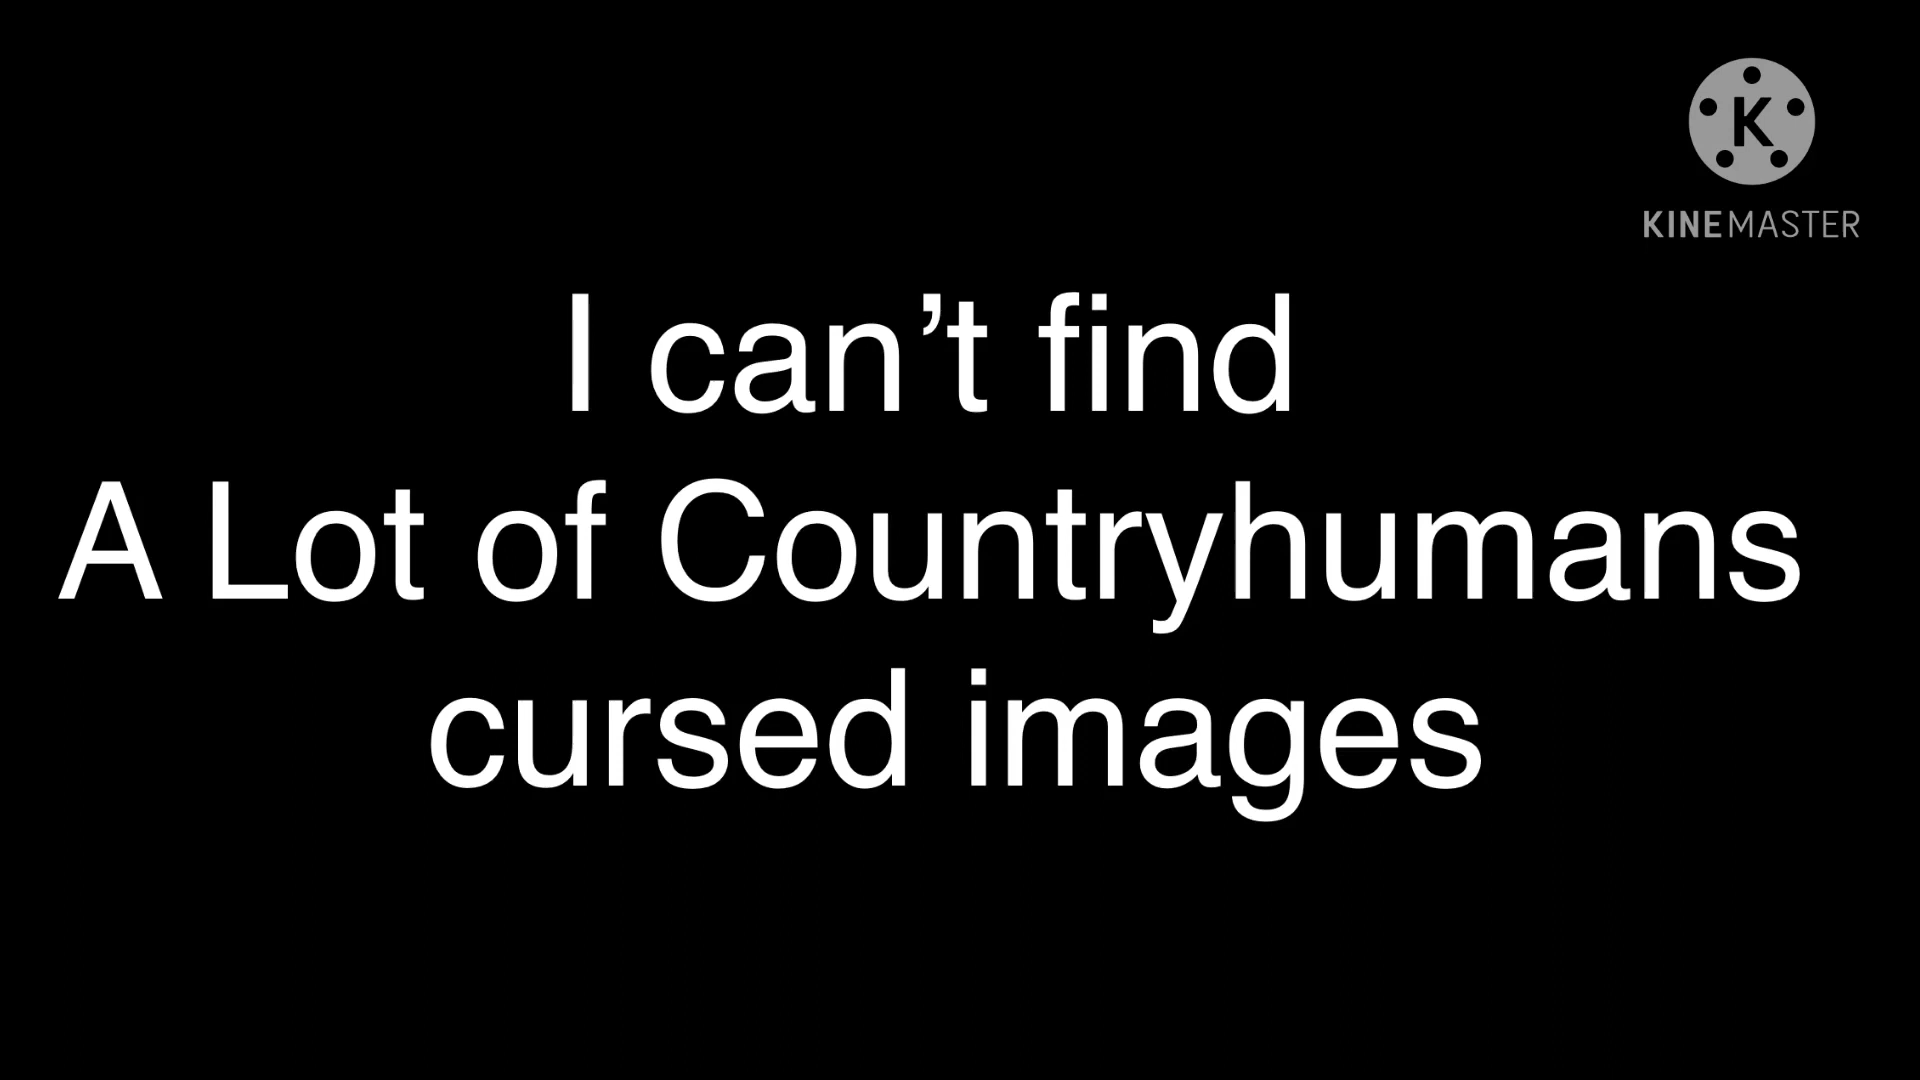 K
KINEMASTER
I can’t find
A Lot of Countryhumans
cursed images